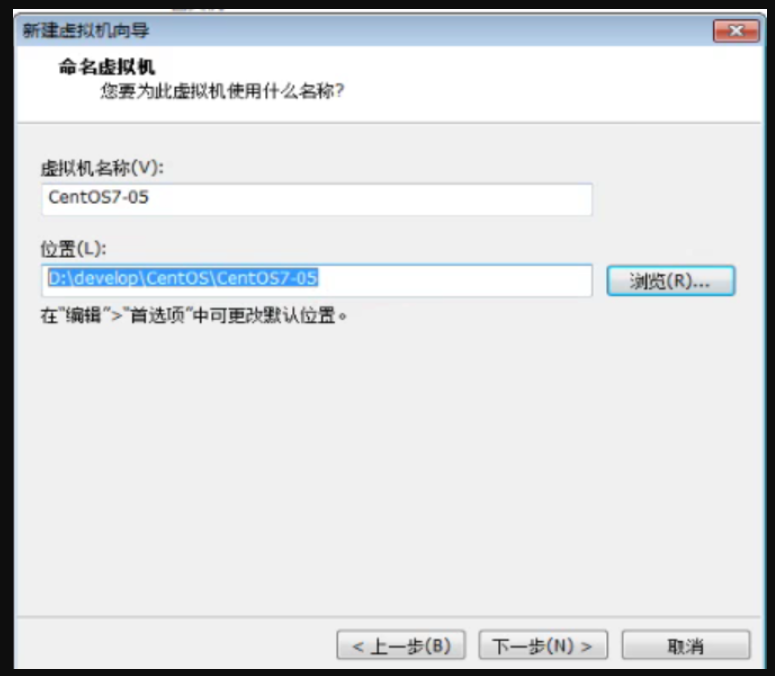 新建虚拟机向导
命名虚拟机
您要为此虚拟机使用什么名称?
虚拟机名称(V):
CentOS7-05
位置(L):
D:\develop\CentOS\CentOS7-05
浏览(R)...
在"编辑">"首选项"中可更改默认位置。
< 上一步(B)
下一步(N) >
取消